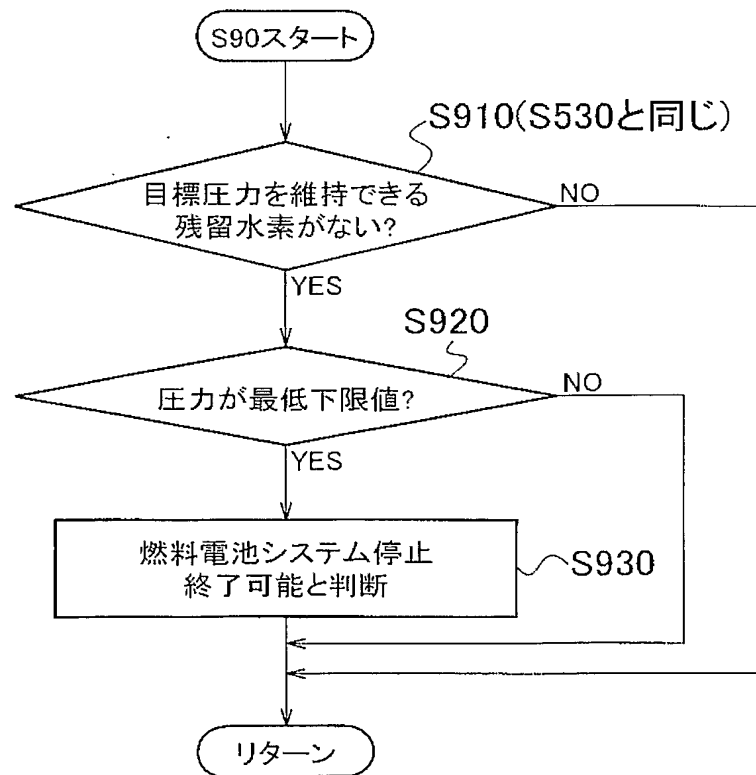 S90スタート
S910(S530と同じ)
目標圧力を維持できる
残留水素がない?
NO
YES
S920
圧力が最低下限値?
NO
YES
燃料電池システム停止
終了可能と判断
S930
リターン